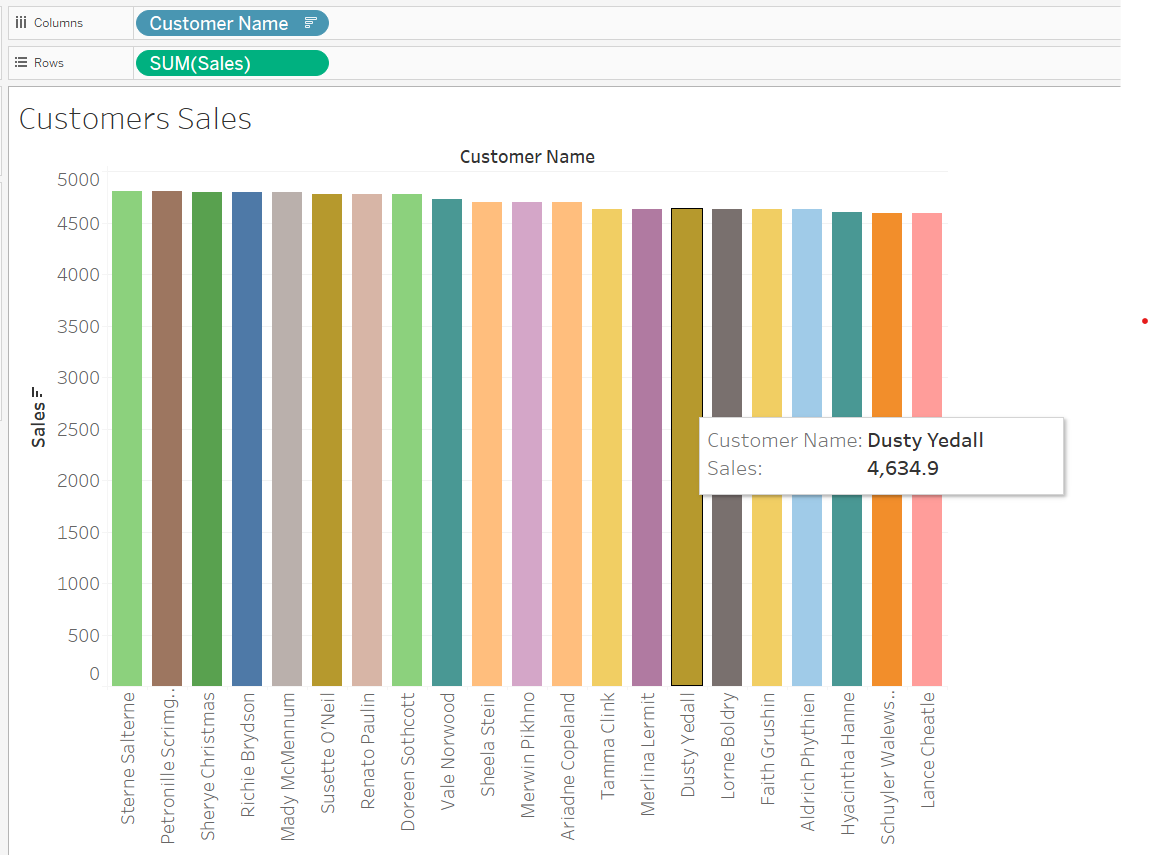 Columns
Customer Name
Rows
SUM(Sales)
Customers Sales
Customer Name
5000
4500
4000
3500
3000
2500
2000
1500
1000
500
0
Sales
Customer Name: Dusty Yedall
Sales: 4,634.9
Sterne Salterne
Petronille Scrimg..
Sherye Christmas
Richie Brydson
Mady McMennum
Susette O'Neil
Renato Paulin
Doreen Sothcott
Vale Norwood
Sheela Stein
Merwin Pikhno
Ariadne Copeland
Tamma Clink
Merlina Lermit
Dusty Yedall
Lorne Boldry
Faith Grushin
Aldrich Phythien
Hyacintha Hanne
Schuyler Walews..
Lance Cheatle